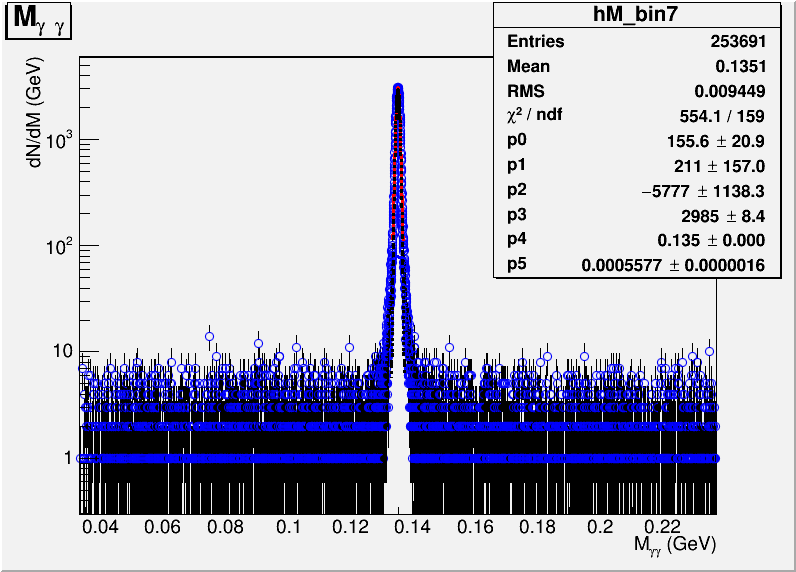 M_γγ
hM_bin7
Entries 253691
Mean 0.1351
RMS 0.009449
χ² / ndf 554.1 / 159
p0 155.6 ± 20.9
p1 211 ± 157.0
p2 −5777 ± 1138.3
p3 2985 ± 8.4
p4 0.135 ± 0.000
p5 0.0005577 ± 0.0000016
dN/dM (GeV)
10³
10²
10
1
0.04 0.06 0.08 0.1 0.12 0.14 0.16 0.18 0.2 0.22
M_γγ (GeV)